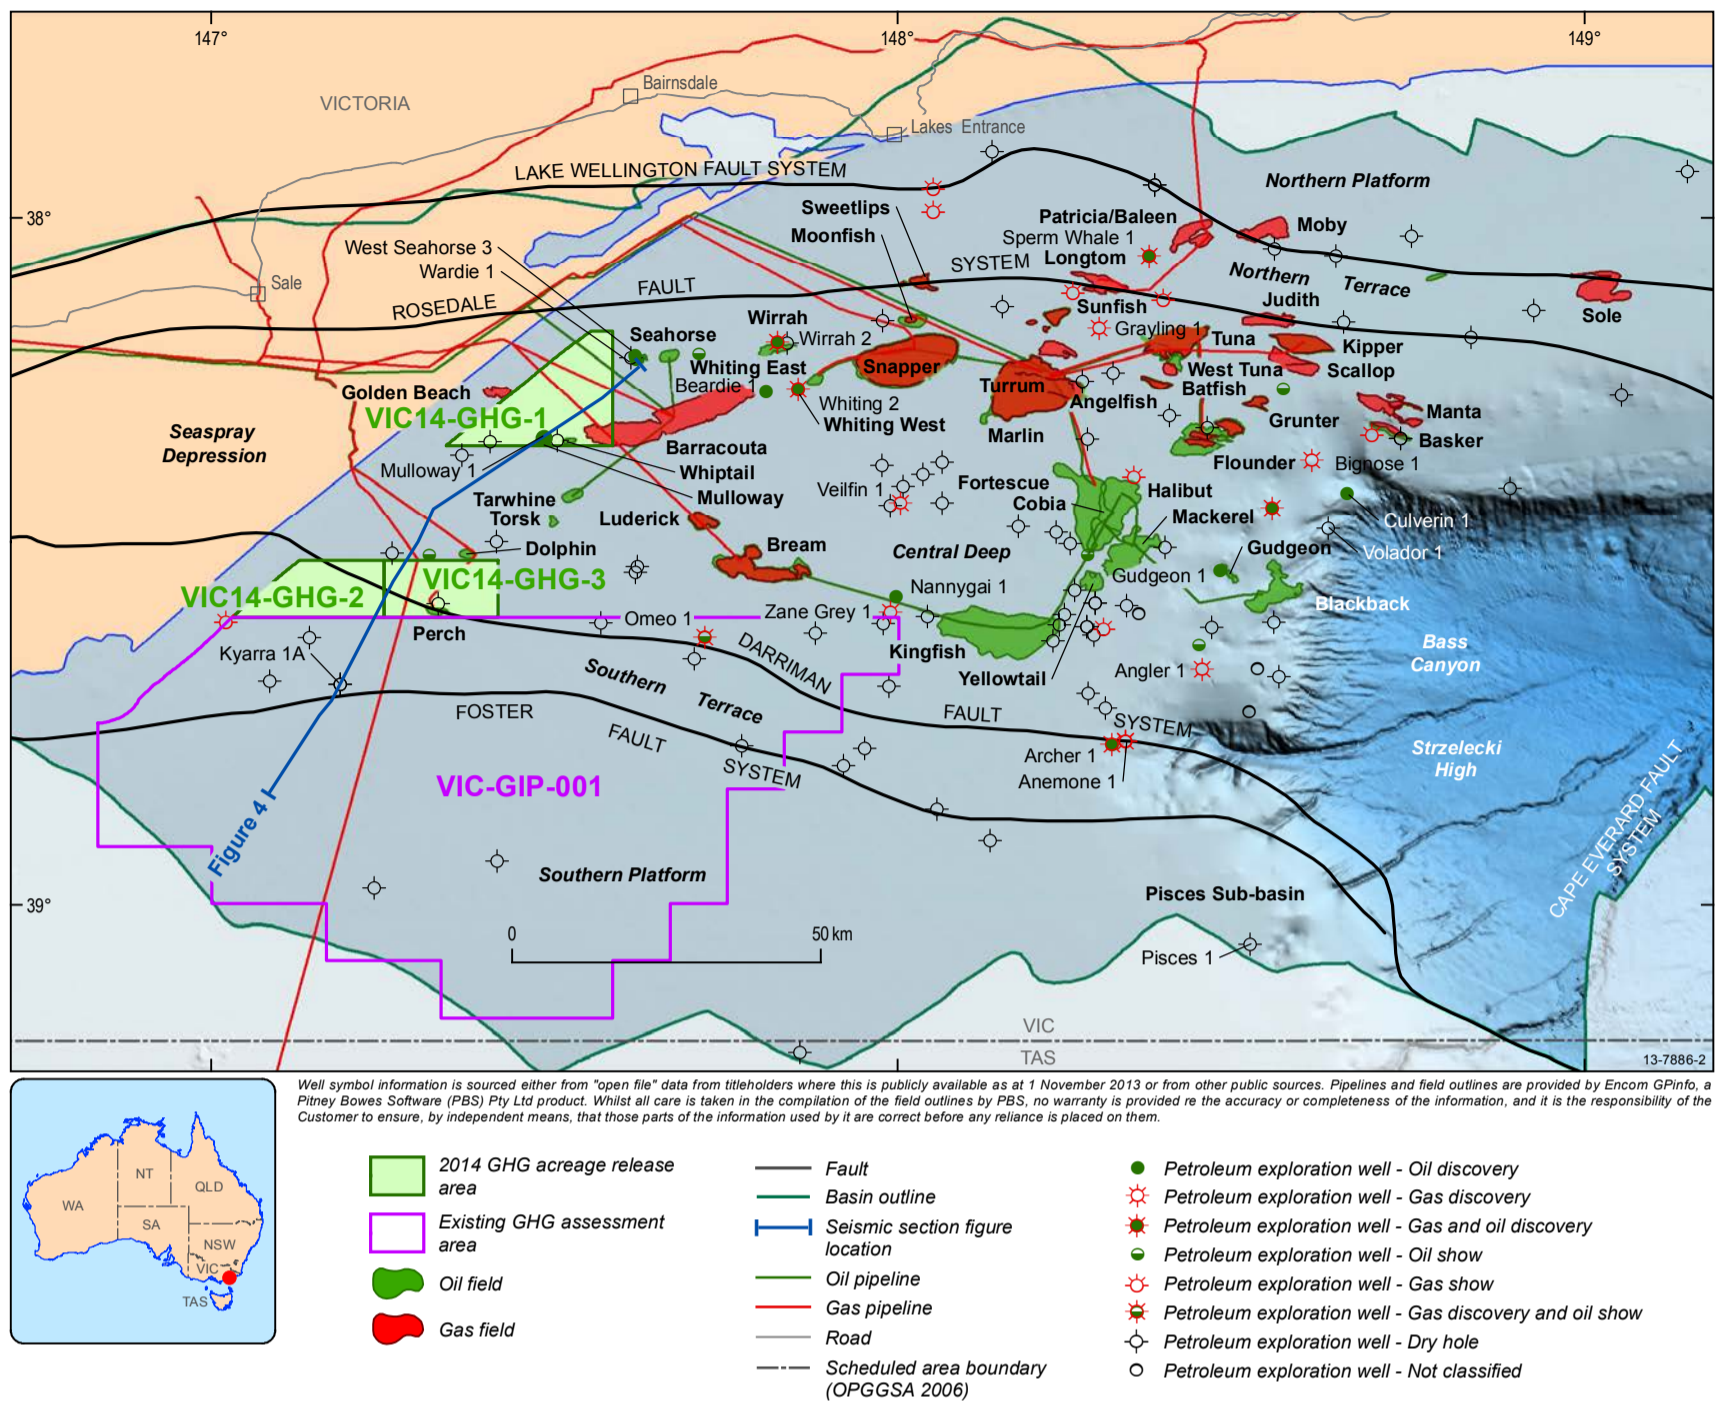 147°
148°
149°
Bairnsdale
VICTORIA
Lakes Entrance
LAKE WELLINGTON FAULT SYSTEM
Northern Platform
38°
Sweetlips
Moonfish
Patricia/Baleen
Sperm Whale 1
Longtom
Moby
West Seahorse 3
Wardie 1
Sale
ROSEDALE
FAULT
SYSTEM
Northern
Terrace
Sunfish
Judith
Sole
Seahorse
Wirrah
Wirrah 2
Grayling 1
Tuna
Kipper
Whiting East
Snapper
West Tuna
Scallop
Golden Beach
Beardie 1
Turrum
Batfish
VIC14-GHG-1
Whiting 2
Whiting West
Angelfish
Grunter
Manta
Seaspray
Depression
Marlin
Basker
Barracouta
Flounder
Bignose 1
Mulloway 1
Whiptail
Mulloway
Veilfin 1
Fortescue
Cobia
Halibut
Tarwhine
Torsk
Luderick
Mackerel
Culverin 1
Dolphin
Bream
Central Deep
Gudgeon
Volador 1
VIC14-GHG-3
VIC14-GHG-2
Nannygai 1
Gudgeon 1
Blackback
Omeo 1
Zane Grey 1
Perch
Kyarra 1A
DARRIMAN
Kingfish
Bass
Canyon
Southern
Terrace
Yellowtail
Angler 1
FOSTER
FAULT
SYSTEM
FAULT
SYSTEM
Archer 1
Anemone 1
Strzelecki
High
VIC-GIP-001
CAPE EVERARD FAULT
SYSTEM
Figure 4
Southern Platform
Pisces Sub-basin
39°
0
50 km
Pisces 1
VIC
TAS
13-7886-2
Well symbol information is sourced either from "open file" data from titleholders where this is publicly available as at 1 November 2013 or from other public sources. Pipelines and field outlines are provided by Encom GPinfo, a
Pitney Bowes Software (PBS) Pty Ltd product. Whilst all care is taken in the compilation of the field outlines by PBS, no warranty is provided re the accuracy or completeness of the information, and it is the responsibility of the
Customer to ensure, by independent means, that those parts of the information used by it are correct before any reliance is placed on them.
NT
QLD
WA
SA
NSW
VIC
TAS
2014 GHG acreage release
area
Existing GHG assessment
area
Oil field
Gas field
Fault
Basin outline
Seismic section figure
location
Oil pipeline
Gas pipeline
Road
Scheduled area boundary
(OPGGSA 2006)
Petroleum exploration well - Oil discovery
Petroleum exploration well - Gas discovery
Petroleum exploration well - Gas and oil discovery
Petroleum exploration well - Oil show
Petroleum exploration well - Gas show
Petroleum exploration well - Gas discovery and oil show
Petroleum exploration well - Dry hole
Petroleum exploration well - Not classified